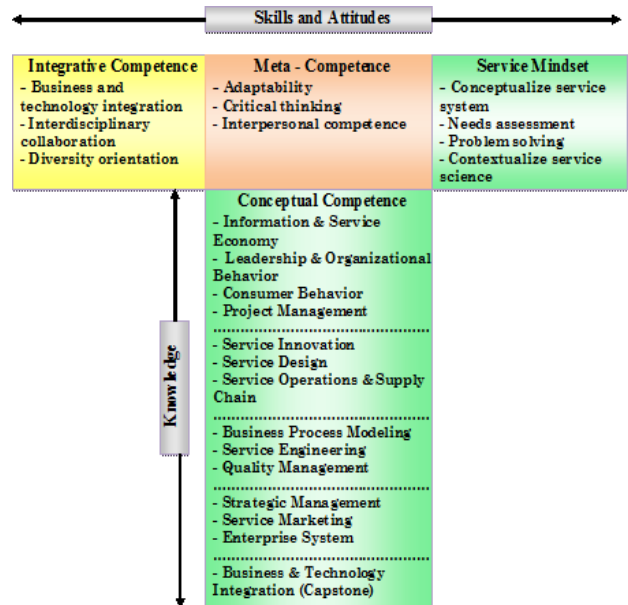 Skills and Attitudes
Integrative Competence
- Business and
technology integration
- Interdisciplinary
collaboration
- Diversity orientation
Meta - Competence
- Adaptability
- Critical thinking
- Interpersonal competence
Service Mindset
- Conceptualize service
system
- Needs assessment
- Problem solving
- Contextualize service
science
Knowledge
Conceptual Competence
- Information & Service
Economy
- Leadership & Organizational
Behavior
- Consumer Behavior
- Project Management
- Service Innovation
- Service Design
- Service Operations & Supply
Chain
- Business Process Modeling
- Service Engineering
- Quality Management
- Strategic Management
- Service Marketing
- Enterprise System
- Business & Technology
Integration (Capstone)